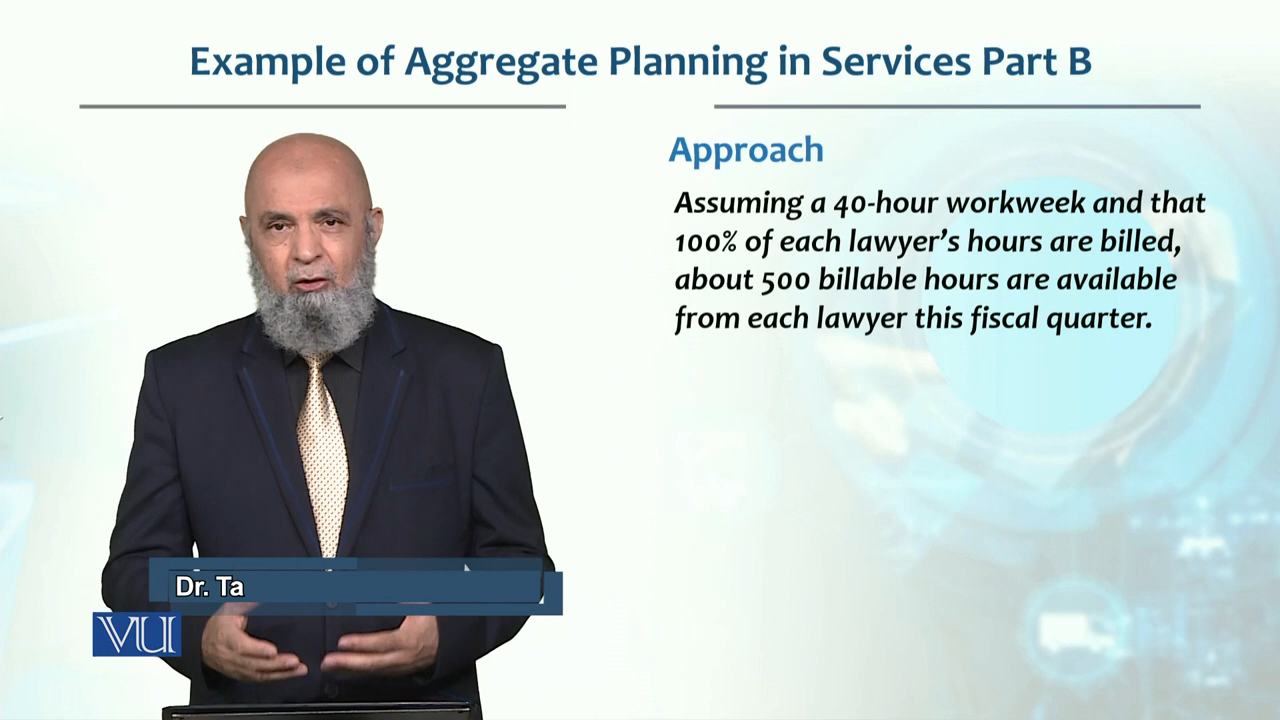 Example of Aggregate Planning in Services Part B
Approach
Assuming a 40-hour workweek and that
100% of each lawyer’s hours are billed,
about 500 billable hours are available
from each lawyer this fiscal quarter.
Dr. Ta
VU